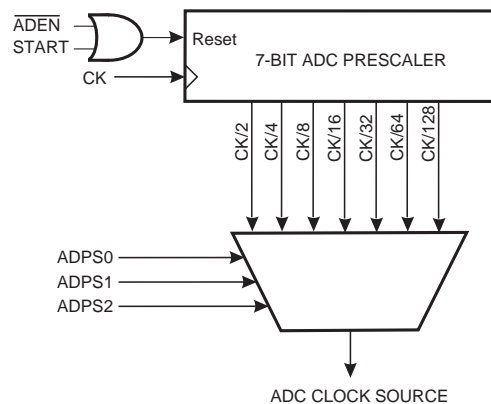 ADEN
START
Reset
CK
7-BIT ADC PRESCALER
CK/2
CK/4
CK/8
CK/16
CK/32
CK/64
CK/128
ADPS0
ADPS1
ADPS2
ADC CLOCK SOURCE